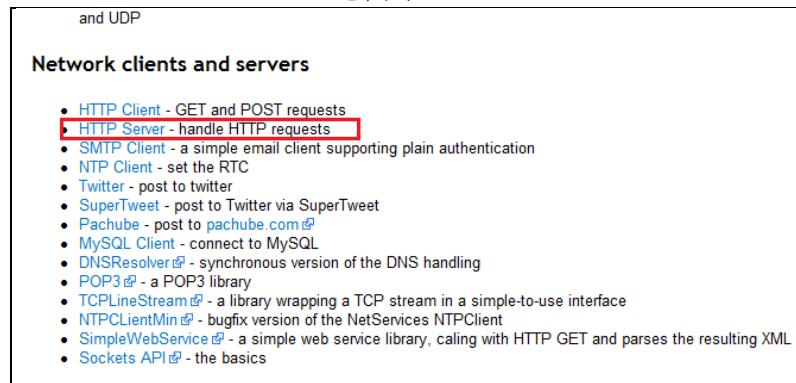 and UDP
Network clients and servers
HTTP Client - GET and POST requests
HTTP Server - handle HTTP requests
SMTP Client - a simple email client supporting plain authentication
NTP Client - set the RTC
Twitter - post to twitter
SuperTweet - post to Twitter via SuperTweet
Pachube - post to pachube.com
MySQL Client - connect to MySQL
DNSResolver - synchronous version of the DNS handling
POP3 - a POP3 library
TCPLineStream - a library wrapping a TCP stream in a simple-to-use interface
NTPCLientMin - bugfix version of the NetServices NTPClient
SimpleWebService - a simple web service library, caling with HTTP GET and parses the resulting XML
Sockets API - the basics